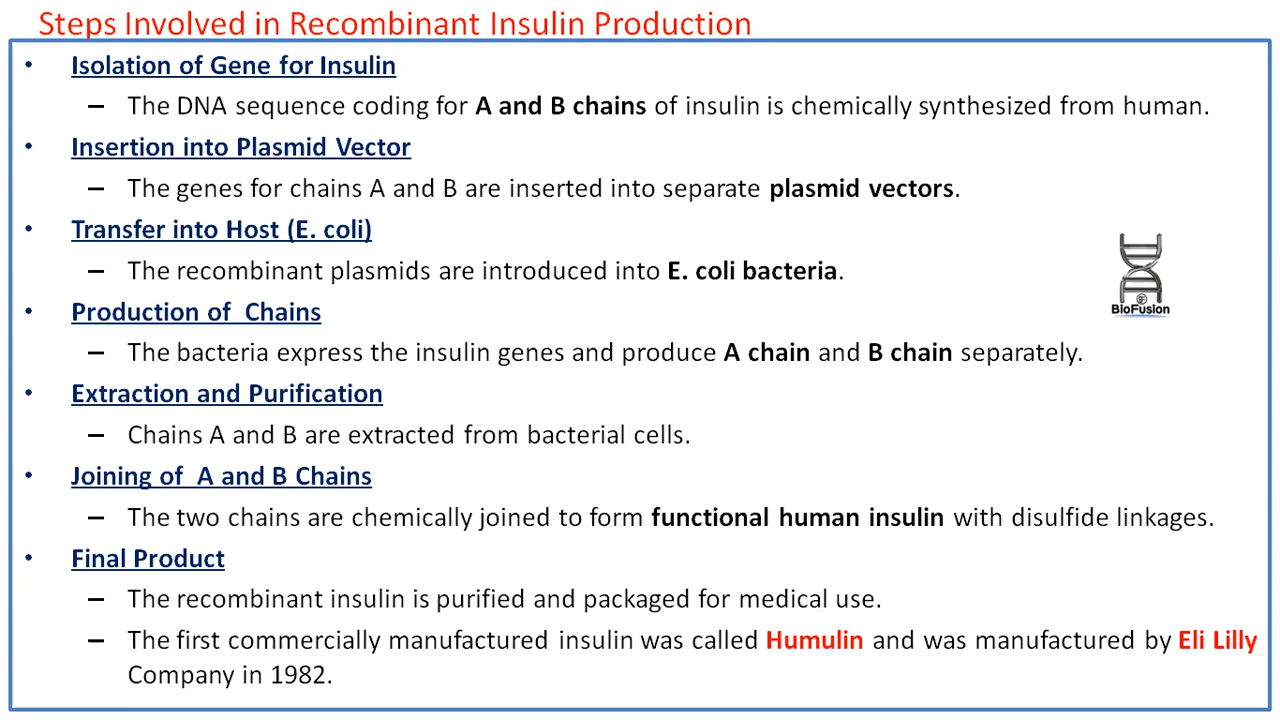 Steps Involved in Recombinant Insulin Production
• Isolation of Gene for Insulin
– The DNA sequence coding for A and B chains of insulin is chemically synthesized from human.
• Insertion into Plasmid Vector
– The genes for chains A and B are inserted into separate plasmid vectors.
• Transfer into Host (E. coli)
– The recombinant plasmids are introduced into E. coli bacteria.
• Production of  Chains
– The bacteria express the insulin genes and produce A chain and B chain separately.
• Extraction and Purification
– Chains A and B are extracted from bacterial cells.
• Joining of  A and B Chains
– The two chains are chemically joined to form functional human insulin with disulfide linkages.
• Final Product
– The recombinant insulin is purified and packaged for medical use.
– The first commercially manufactured insulin was called Humulin and was manufactured by Eli Lilly
Company in 1982.
BioFusion